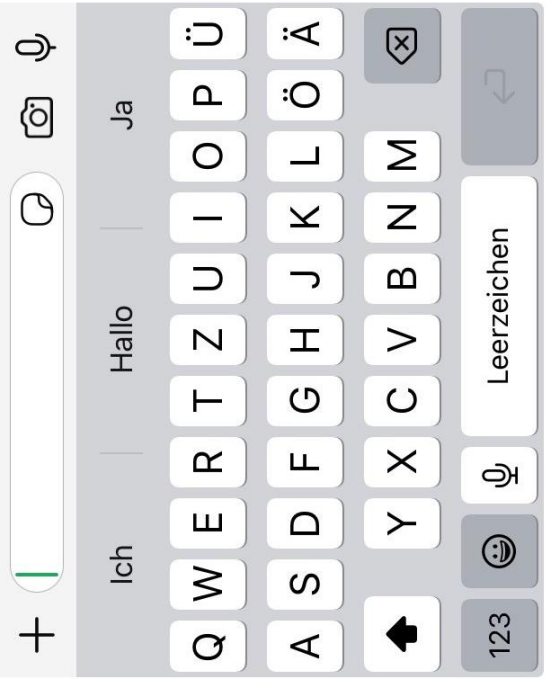 Ich Hallo Ja
Q W E R T Z U I O P Ü
A S D F G H J K L Ö Ä
Y X C V B N M
123 Leerzeichen